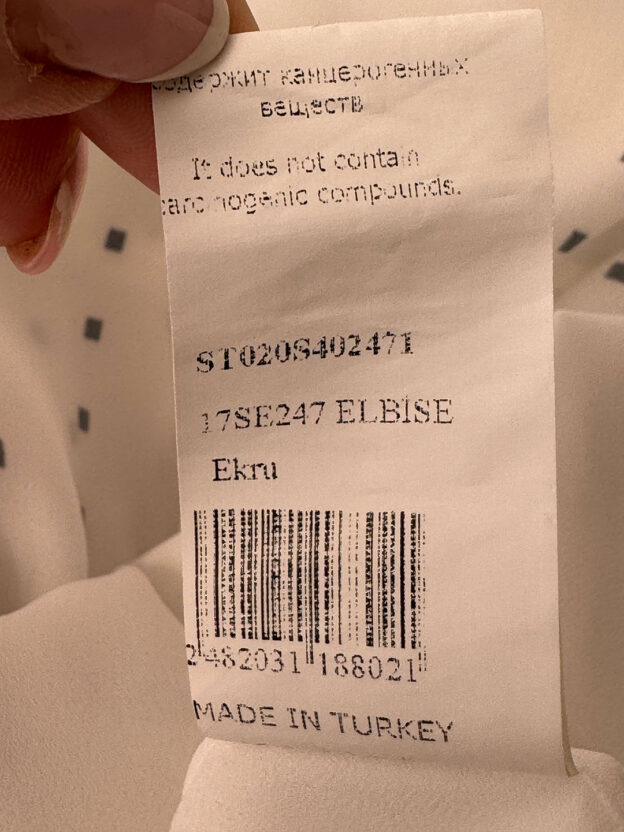 содержит канцерогенных
веществ
It does not contain
carcinogenic compounds.
ST020S402471
17SE247 ELBİSE
Ekru
2 482031 188021
MADE IN TURKEY